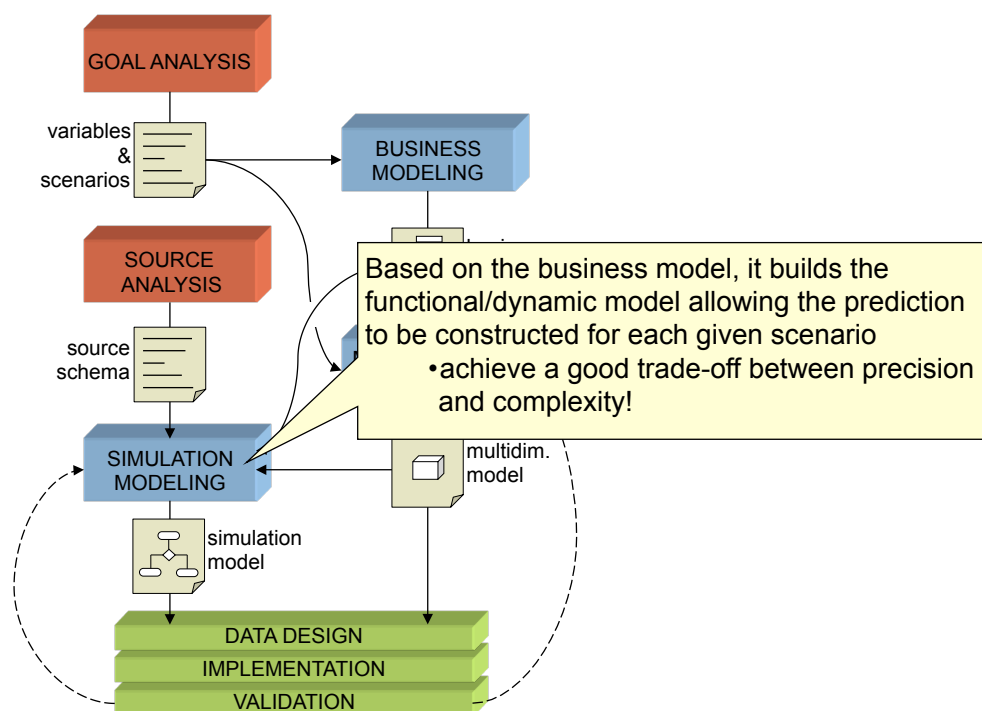 GOAL ANALYSIS
variables
&
scenarios
BUSINESS
MODELING
SOURCE
ANALYSIS
Based on the business model, it builds the
functional/dynamic model allowing the prediction
to be constructed for each given scenario
•achieve a good trade-off between precision
and complexity!
source
schema
SIMULATION
MODELING
multidim.
model
simulation
model
DATA DESIGN
IMPLEMENTATION
VALIDATION